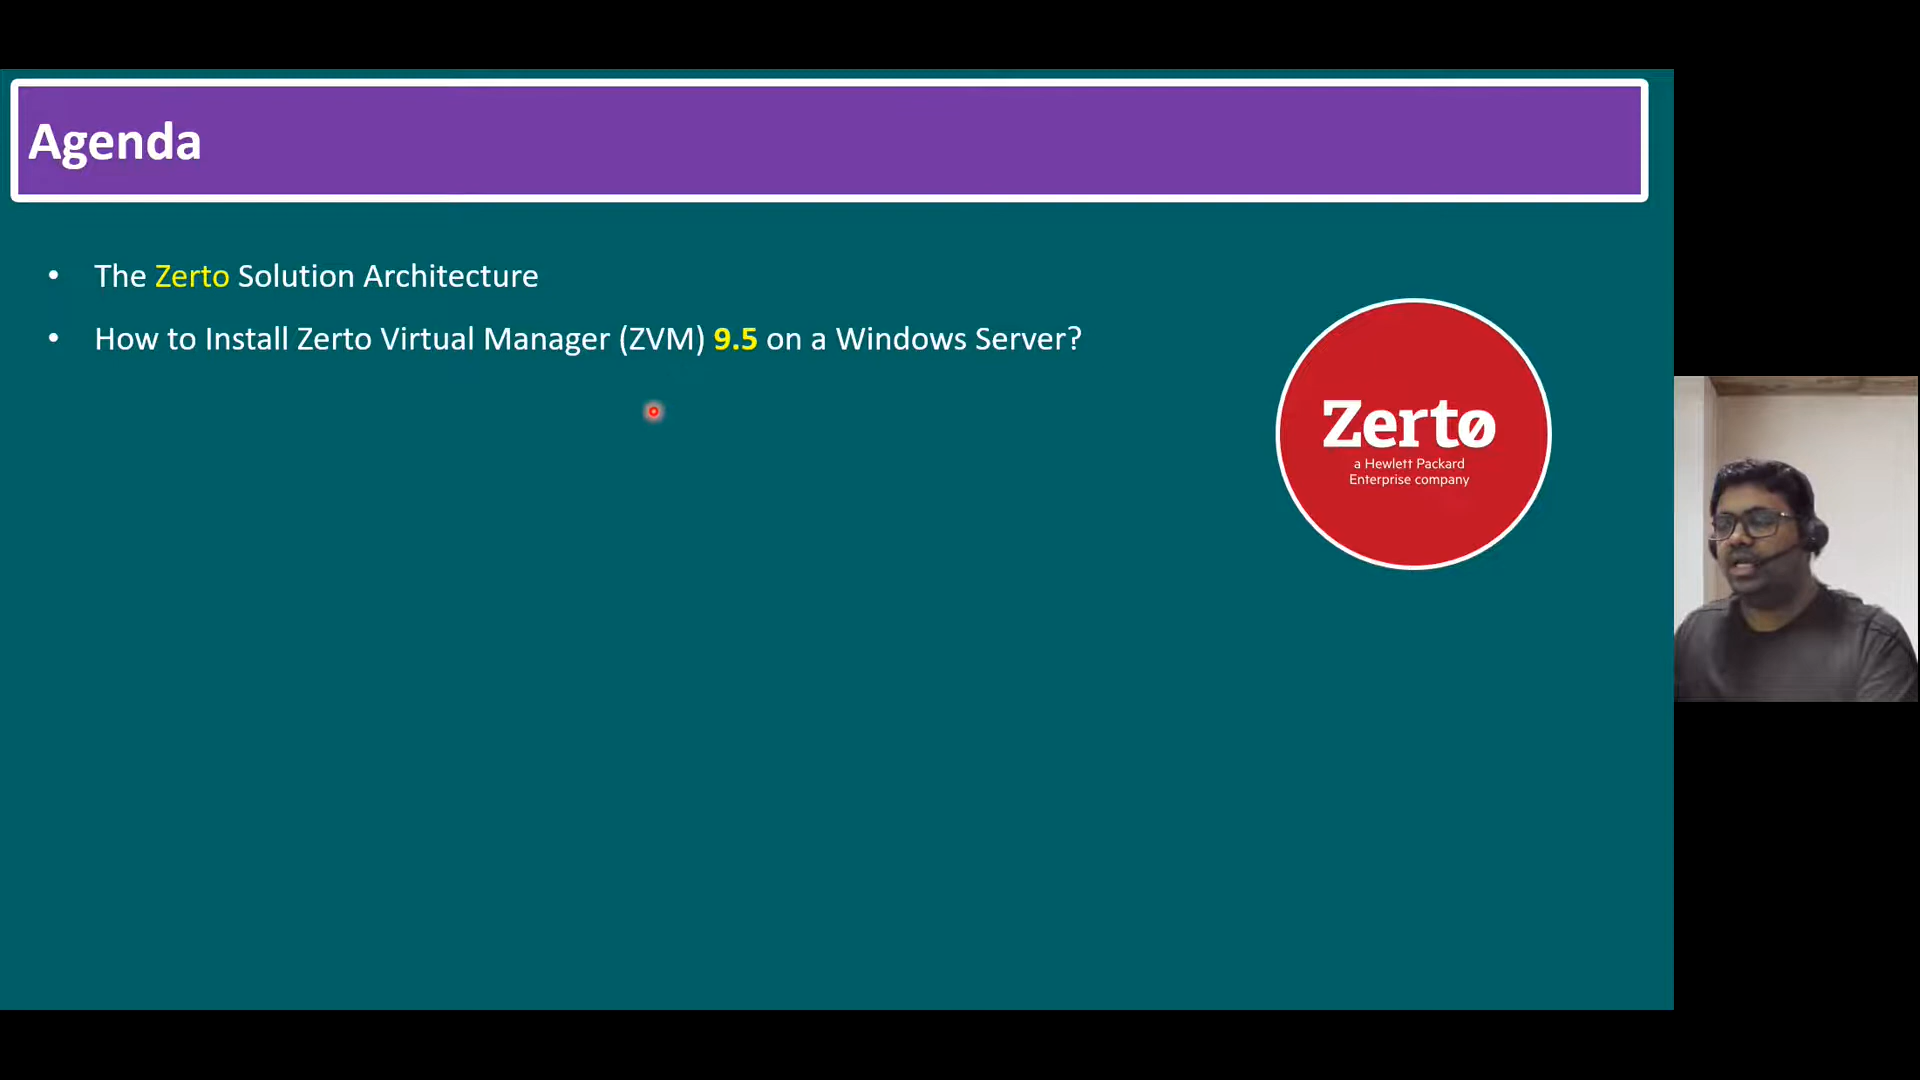 Agenda
• The Zerto Solution Architecture
• How to Install Zerto Virtual Manager (ZVM) 9.5 on a Windows Server?
Zerto
a Hewlett Packard
Enterprise company